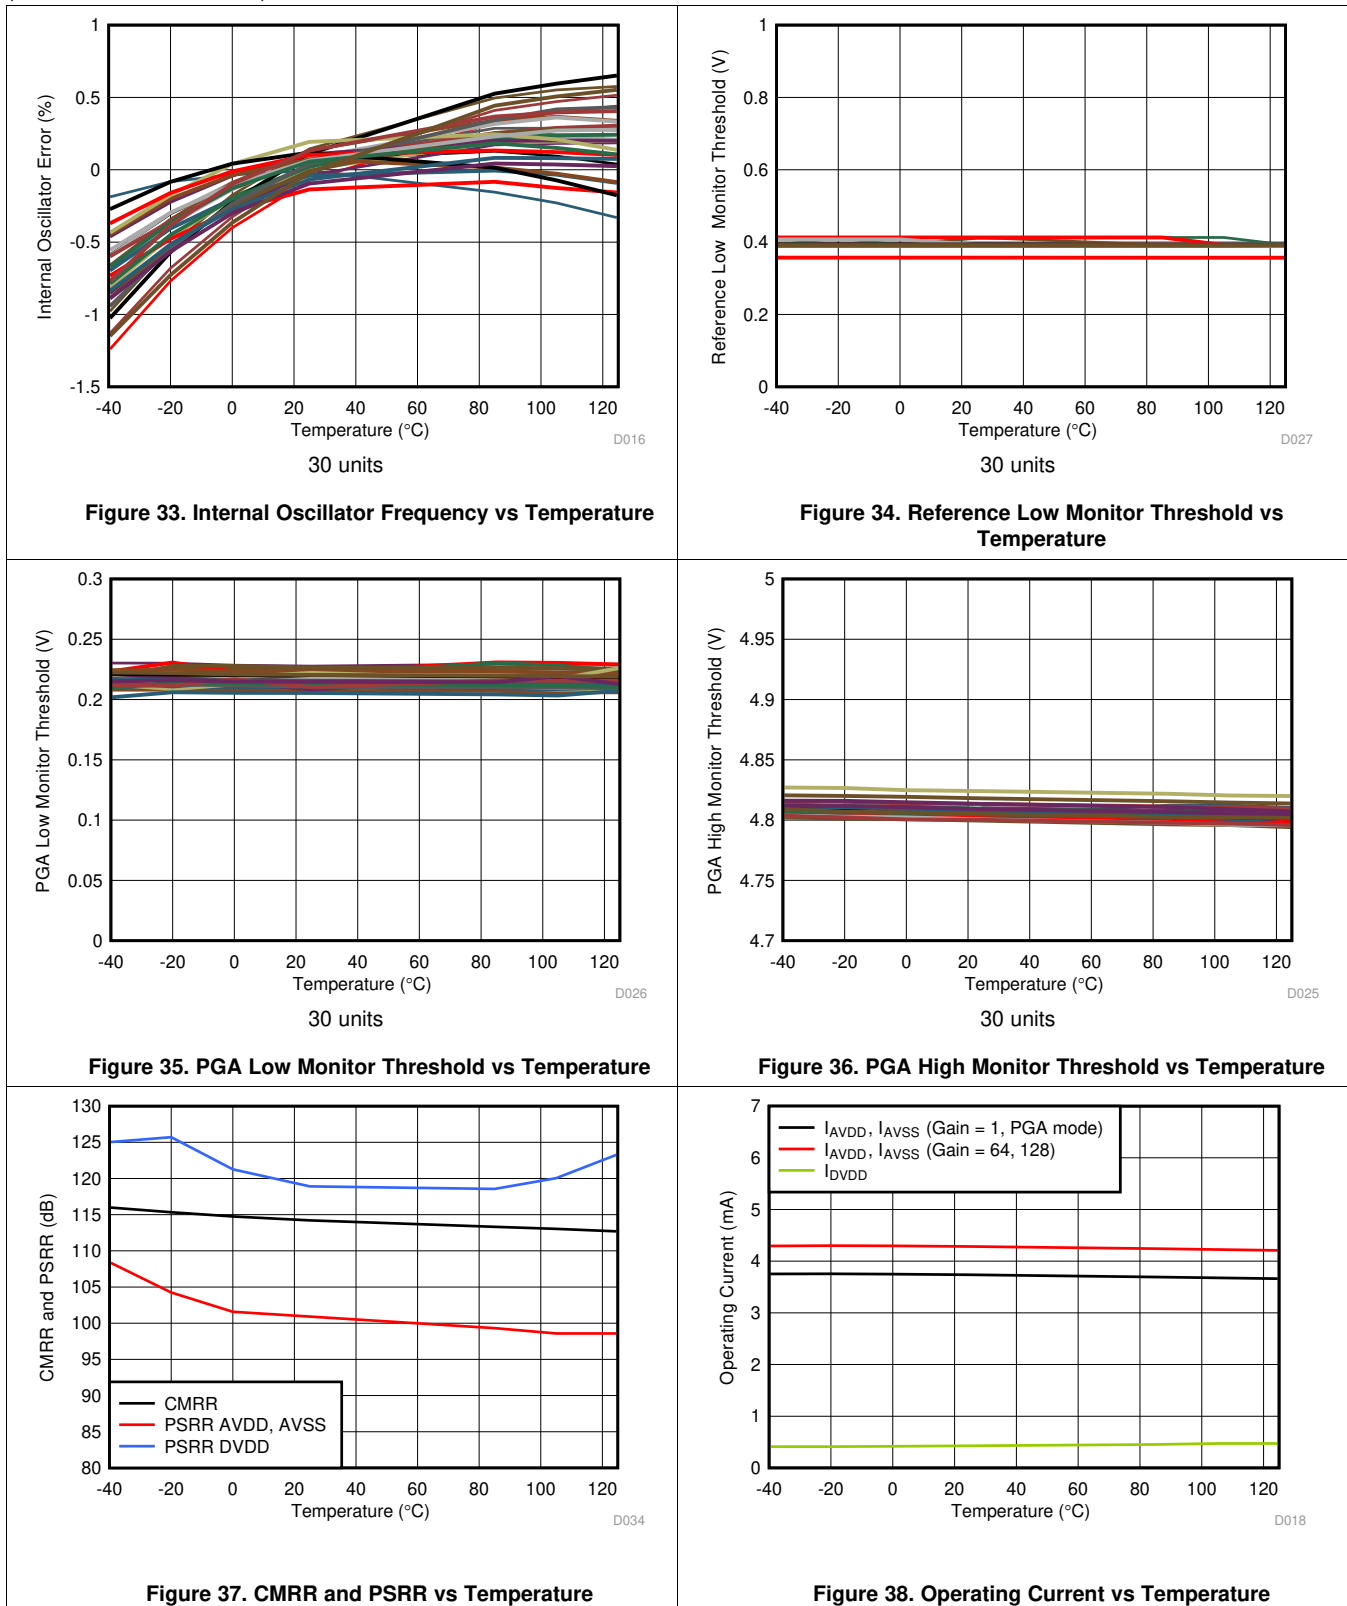 1
0.5
0
-0.5
-1
-1.5
Internal Oscillator Error (%)
-40 -20 0 20 40 60 80 100 120
Temperature (°C)
D016
30 units
Figure 33. Internal Oscillator Frequency vs Temperature
1
0.8
0.6
0.4
0.2
0
Reference Low Monitor Threshold (V)
-40 -20 0 20 40 60 80 100 120
Temperature (°C)
D027
30 units
Figure 34. Reference Low Monitor Threshold vs
Temperature
0.3
0.25
0.2
0.15
0.1
0.05
0
PGA Low Monitor Threshold (V)
-40 -20 0 20 40 60 80 100 120
Temperature (°C)
D026
30 units
Figure 35. PGA Low Monitor Threshold vs Temperature
5
4.95
4.9
4.85
4.8
4.75
4.7
PGA High Monitor Threshold (V)
-40 -20 0 20 40 60 80 100 120
Temperature (°C)
D025
30 units
Figure 36. PGA High Monitor Threshold vs Temperature
130
125
120
115
110
105
100
95
90
85
80
CMRR and PSRR (dB)
CMRR
PSRR AVDD, AVSS
PSRR DVDD
-40 -20 0 20 40 60 80 100 120
Temperature (°C)
D034
Figure 37. CMRR and PSRR vs Temperature
7
6
5
4
3
2
1
0
Operating Current (mA)
IAVDD, IAVSS (Gain = 1, PGA mode)
IAVDD, IAVSS (Gain = 64, 128)
IDVDD
-40 -20 0 20 40 60 80 100 120
Temperature (°C)
D018
Figure 38. Operating Current vs Temperature